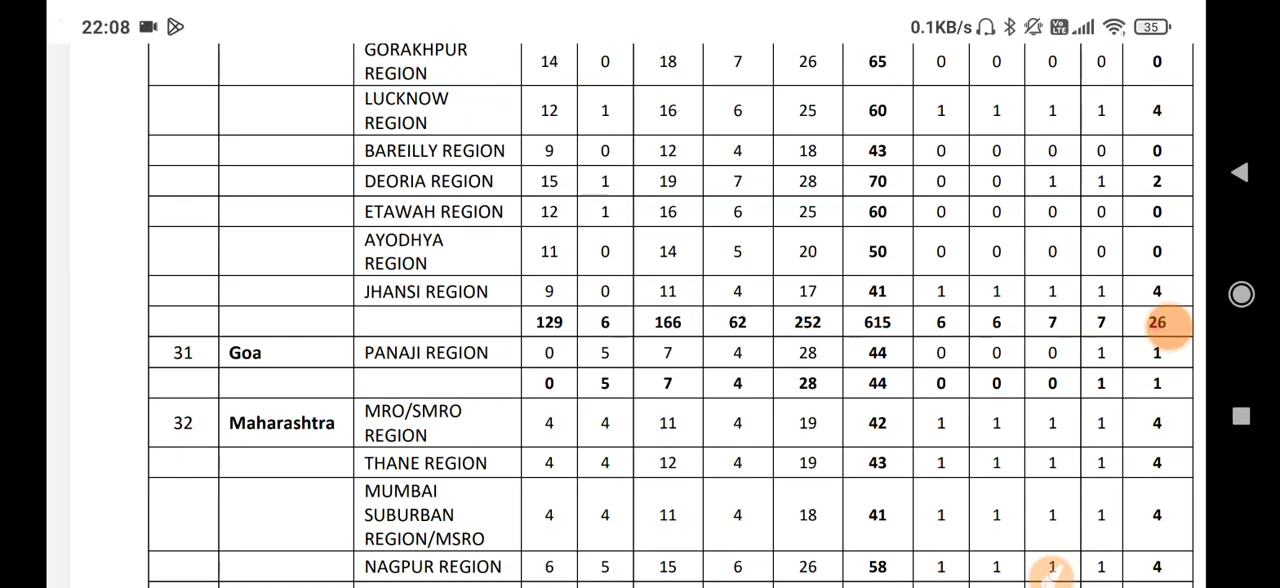 22:08 0.1KB/s Vo LTE 35
GORAKHPUR
REGION 14 0 18 7 26 65 0 0 0 0 0
LUCKNOW
REGION 12 1 16 6 25 60 1 1 1 1 4
BAREILLY REGION 9 0 12 4 18 43 0 0 0 0 0
DEORIA REGION 15 1 19 7 28 70 0 0 1 1 2
ETAWAH REGION 12 1 16 6 25 60 0 0 0 0 0
AYODHYA
REGION 11 0 14 5 20 50 0 0 0 0 0
JHANSI REGION 9 0 11 4 17 41 1 1 1 1 4
129 6 166 62 252 615 6 6 7 7 26
31 Goa PANAJI REGION 0 5 7 4 28 44 0 0 0 1 1
0 5 7 4 28 44 0 0 0 1 1
32 Maharashtra MRO/SMRO
REGION 4 4 11 4 19 42 1 1 1 1 4
THANE REGION 4 4 12 4 19 43 1 1 1 1 4
MUMBAI
SUBURBAN 4 4 11 4 18 41 1 1 1 1 4
REGION/MSRO
NAGPUR REGION 6 5 15 6 26 58 1 1 1 1 4